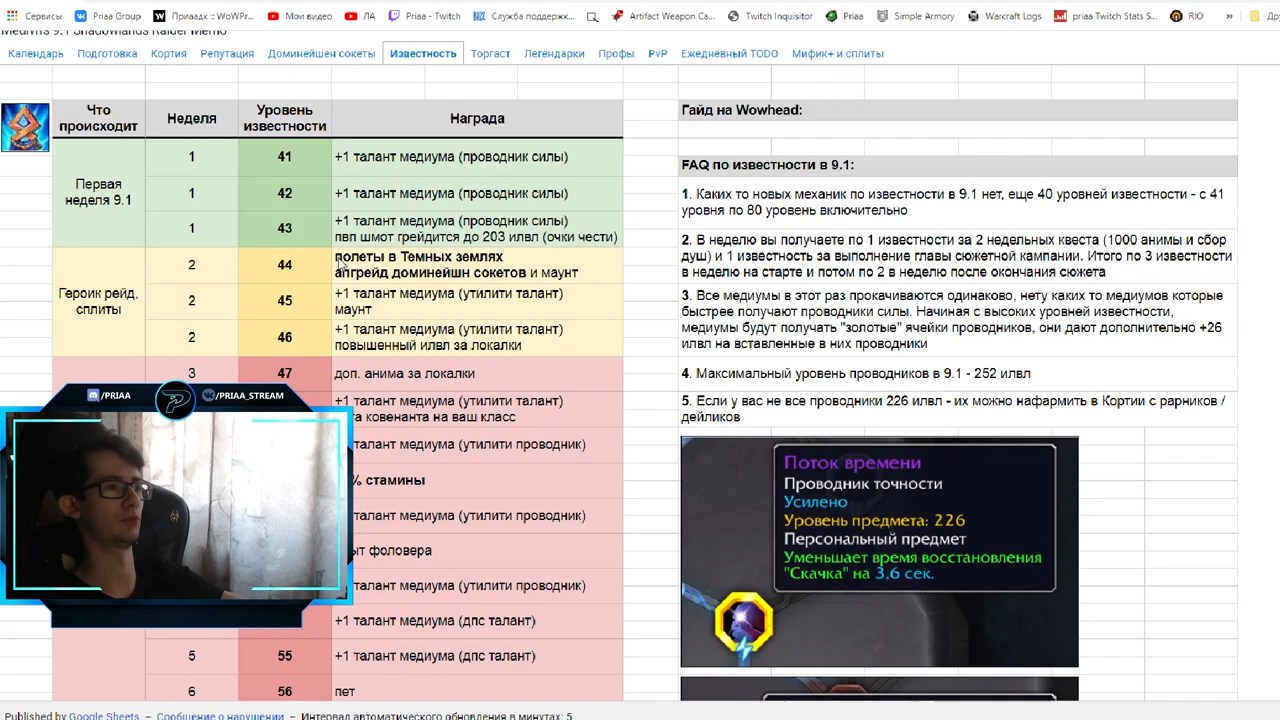 Сервисы
Priaa Group
Приаадк :: WoWPr...
Мои видео
ЛА
Priaa - Twitch
Служба поддержк...
Artifact Weapon Ca...
Twitch Inquisitor
Priaa
Simple Armory
Warcraft Logs
priaa Twitch Stats S...
RIO
»
Календарь
Подготовка
Кортия
Репутация
Доминейшен сокеты
Известность
Торгаст
Легендарки
Профы
PvP
Ежедневный TODO
Мифик+ и сплиты
Что происходит
Неделя
Уровень известности
Награда
Первая неделя 9.1
1 41 +1 талант медиума (проводник силы)
1 42 +1 талант медиума (проводник силы)
1 43 +1 талант медиума (проводник силы)
пвп шмот грейдится до 203 илвл (очки чести)
Героик рейд, сплиты
2 44 полеты в Темных землях
апгрейд доминейшн сокетов и маунт
2 45 +1 талант медиума (утилити талант)
маунт
2 46 +1 талант медиума (утилити талант)
повышенный илвл за локалки
3 47 доп. анима за локалки
+1 талант медиума (утилити талант)
ковенанта на ваш класс
талант медиума (утилити проводник)
% стамины
талант медиума (утилити проводник)
фоловера
талант медиума (утилити проводник)
+1 талант медиума (дпс талант)
5 55 +1 талант медиума (дпс талант)
6 56 пет
/PRIAA
/PRIAA_STREAM
Гайд на Wowhead:
FAQ по известности в 9.1:
1. Каких то новых механик по известности в 9.1 нет, еще 40 уровней известности - с 41
уровня по 80 уровень включительно
2. В неделю вы получаете по 1 известности за 2 недельных квеста (1000 анимы и сбор
душ) и 1 известность за выполнение главы сюжетной кампании. Итого по 3 известности
в неделю на старте и потом по 2 в неделю после окончания сюжета
3. Все медиумы в этот раз прокачиваются одинаково, нету каких то медиумов которые
быстрее получают проводники силы. Начиная с высоких уровней известности,
медиумы будут получать "золотые" ячейки проводников, они дают дополнительно +26
илвл на вставленные в них проводники
4. Максимальный уровень проводников в 9.1 - 252 илвл
5. Если у вас не все проводники 226 илвл - их можно нафармить в Кортии с рарников /
дейликов
Поток времени
Проводник точности
Усилено
Уровень предмета: 226
Персональный предмет
Уменьшает время восстановления
"Скачка" на 3,6 сек.
Published by Google Sheets – Сообщение о нарушении – Интервал автоматического обновления в минутах: 5